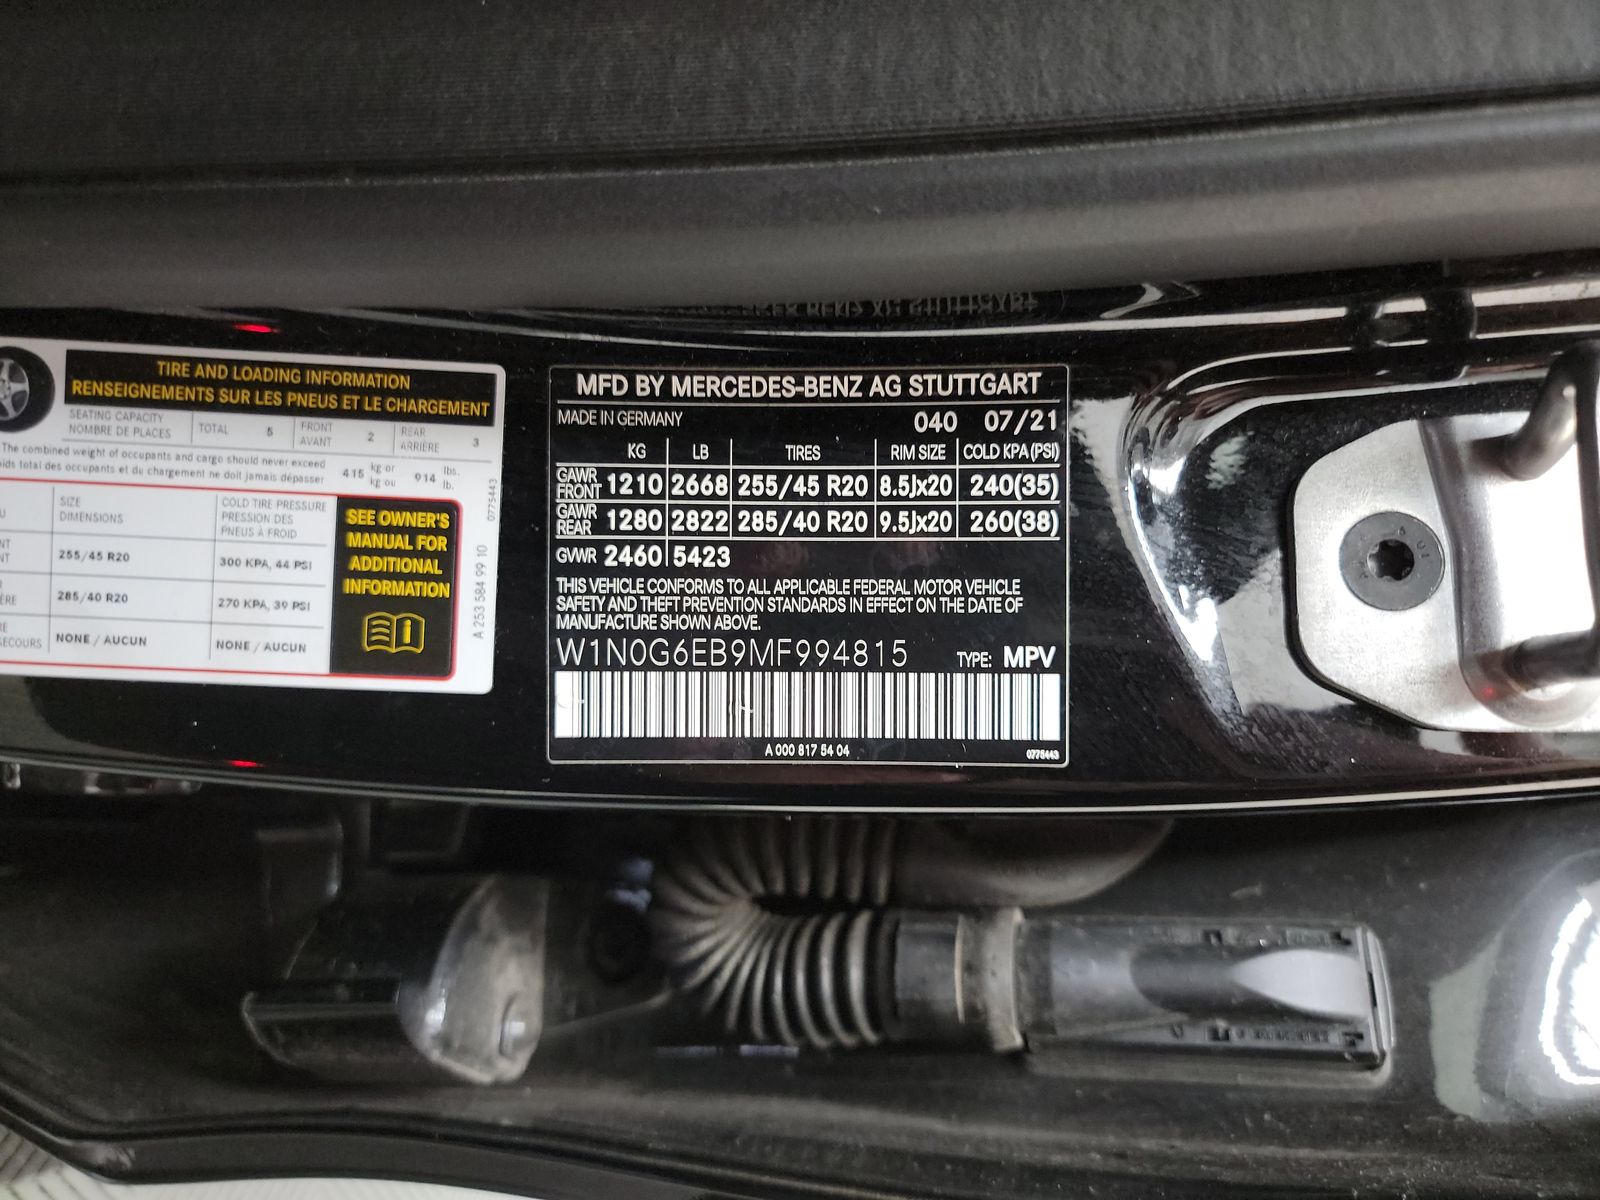 TIRE AND LOADING INFORMATION
RENSEIGNEMENTS SUR LES PNEUS ET LE CHARGEMENT
SEATING CAPACITY
NOMBRE DE PLACES
TOTAL 5
FRONT
AVANT
2
REAR
ARRIÈRE
3
The combined weight of occupants and cargo should never exceed
total des occupants et du chargement ne doit jamais dépasser
415 kg or
kg ou
914 lbs.
lb.
SIZE
DIMENSIONS
COLD TIRE PRESSURE
PRESSION DES
PNEUS À FROID
255/45 R20
300 KPA, 44 PSI
285/40 R20
270 KPA, 39 PSI
NONE / AUCUN
NONE / AUCUN
SEE OWNER'S
MANUAL FOR
ADDITIONAL
INFORMATION
A 253 584 99 10
0775443
MFD BY MERCEDES-BENZ AG STUTTGART
MADE IN GERMANY 040 07/21
KG LB TIRES RIM SIZE COLD KPA(PSI)
GAWR
FRONT
1210 2668 255/45 R20 8.5Jx20 240(35)
GAWR
REAR
1280 2822 285/40 R20 9.5Jx20 260(38)
GVWR 2460 5423
THIS VEHICLE CONFORMS TO ALL APPLICABLE FEDERAL MOTOR VEHICLE
SAFETY AND THEFT PREVENTION STANDARDS IN EFFECT ON THE DATE OF
MANUFACTURE SHOWN ABOVE.
W1N0G6EB9MF994815 TYPE: MPV
A 000 817 54 04 0775443